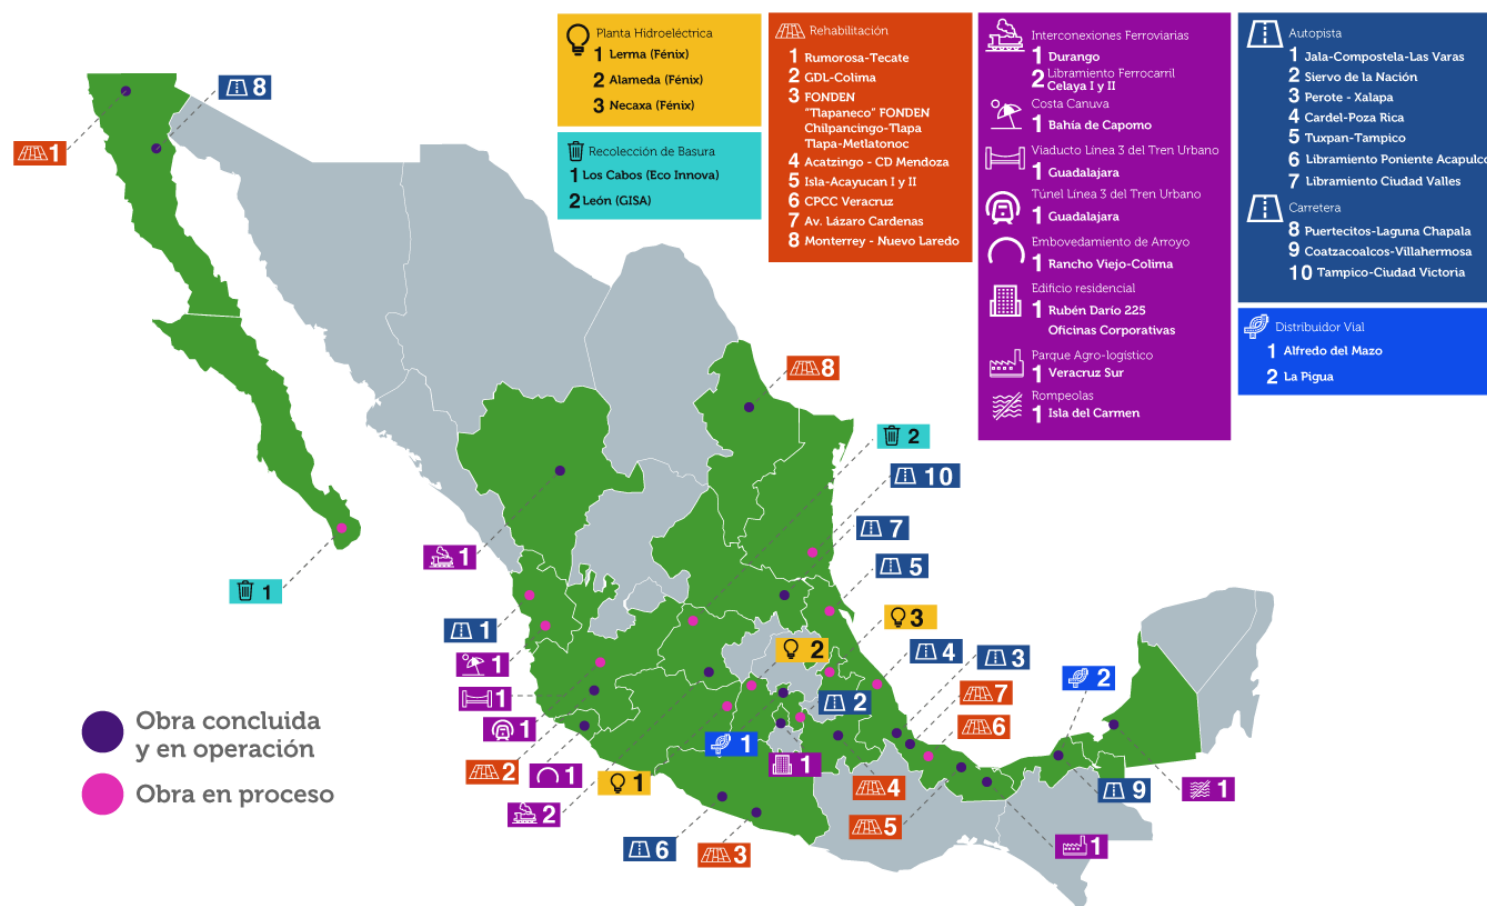 Planta Hidroeléctrica
1 Lerma (Fénix)
2 Alameda (Fénix)
3 Necaxa (Fénix)
Recolección de Basura
1 Los Cabos (Eco Innova)
2 León (GISA)
Rehabilitación
1 Rumorosa-Tecate
2 GDL-Colima
3 FONDEN
"Tlapaneco" FONDEN
Chilpancingo-Tlapa
Tlapa-Metlatonoc
4 Acatzingo - CD Mendoza
5 Isla-Acayucan I y II
6 CPCC Veracruz
7 Av. Lázaro Cardenas
8 Monterrey - Nuevo Laredo
Interconexiones Ferroviarias
1 Durango
2 Libramiento Ferrocarril
Celaya I y II
Costa Canuva
1 Bahía de Capomo
Viaducto Línea 3 del Tren Urbano
1 Guadalajara
Túnel Línea 3 del Tren Urbano
1 Guadalajara
Embovedamiento de Arroyo
1 Rancho Viejo-Colima
Edificio residencial
1 Rubén Darío 225
Oficinas Corporativas
Parque Agro-logístico
1 Veracruz Sur
Rompeolas
1 Isla del Carmen
Autopista
1 Jala-Compostela-Las Varas
2 Siervo de la Nación
3 Perote - Xalapa
4 Cardel-Poza Rica
5 Tuxpan-Tampico
6 Libramiento Poniente Acapulco
7 Libramiento Ciudad Valles
Carretera
8 Puertecitos-Laguna Chapala
9 Coatzacoalcos-Villahermosa
10 Tampico-Ciudad Victoria
Distribuidor Vial
1 Alfredo del Mazo
2 La Pigua
8
1
8
2
10
7
1
5
1
3
1
2
4
3
1
2
7
1
6
1
2
1
1
2
1
1
4
9
1
2
5
6
3
1
Obra concluida
y en operación
Obra en proceso